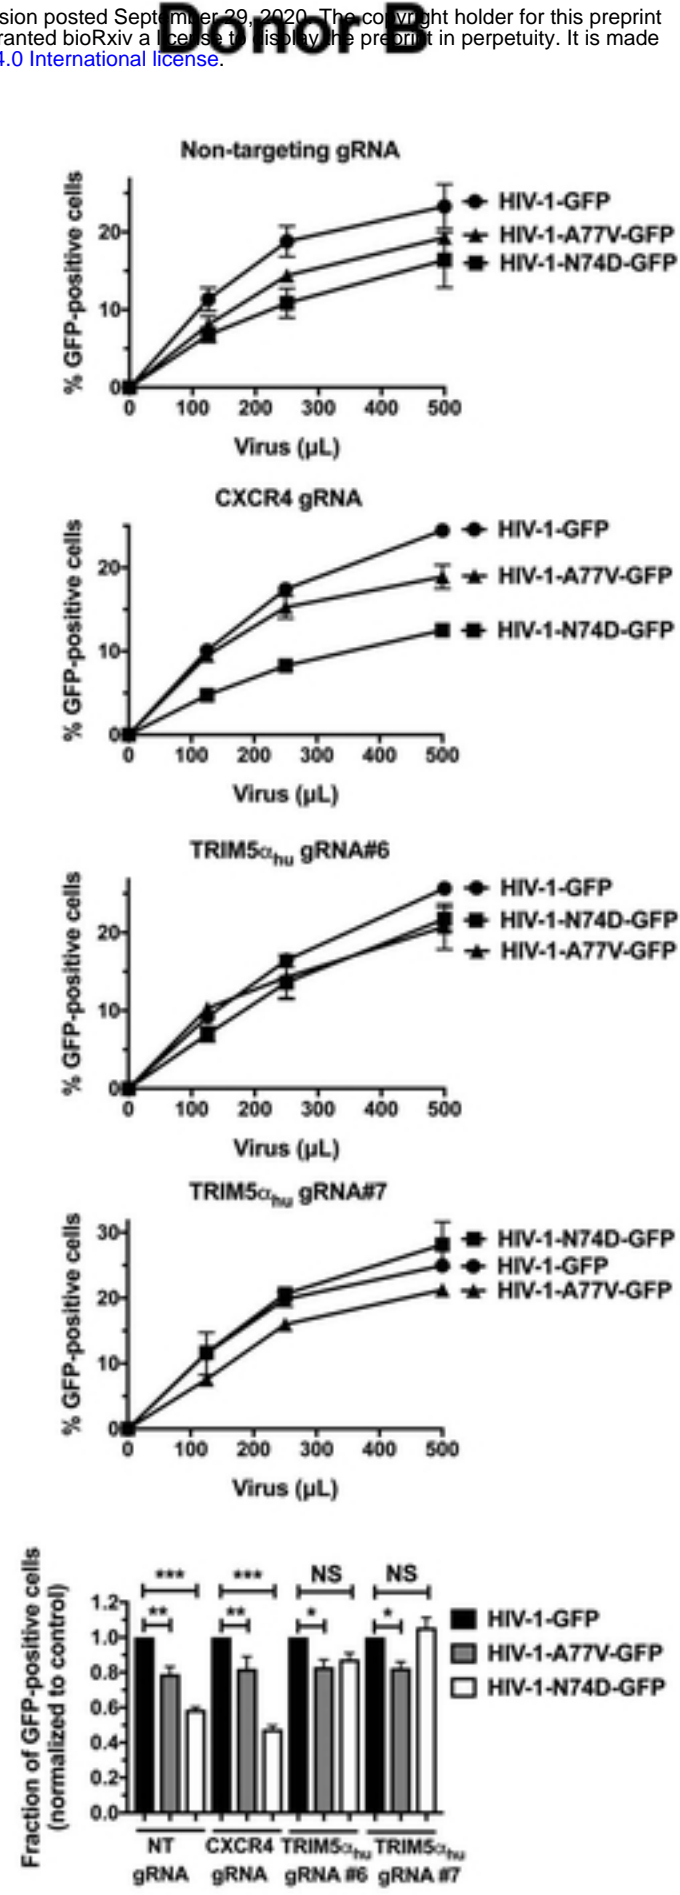 sion posted September 29, 2020. The copyright holder for this preprint
ranted bioRxiv a license to display the preprint in perpetuity. It is made
4.0 International license.
Donor B
Non-targeting gRNA
% GFP-positive cells
20
10
0
HIV-1-GFP
HIV-1-A77V-GFP
HIV-1-N74D-GFP
0 100 200 300 400 500
Virus (µL)
CXCR4 gRNA
% GFP-positive cells
20
10
0
HIV-1-GFP
HIV-1-A77V-GFP
HIV-1-N74D-GFP
0 100 200 300 400 500
Virus (µL)
TRIM5αhu gRNA#6
% GFP-positive cells
20
10
0
HIV-1-GFP
HIV-1-N74D-GFP
HIV-1-A77V-GFP
0 100 200 300 400 500
Virus (µL)
TRIM5αhu gRNA#7
% GFP-positive cells
30
20
10
0
HIV-1-N74D-GFP
HIV-1-GFP
HIV-1-A77V-GFP
0 100 200 300 400 500
Virus (µL)
Fraction of GFP-positive cells
(normalized to control)
*** *** NS NS
** ** * *
1.2
1.0
0.8
0.6
0.4
0.2
0.0
HIV-1-GFP
HIV-1-A77V-GFP
HIV-1-N74D-GFP
NT CXCR4 TRIM5αhu TRIM5αhu
gRNA gRNA gRNA #6 gRNA #7